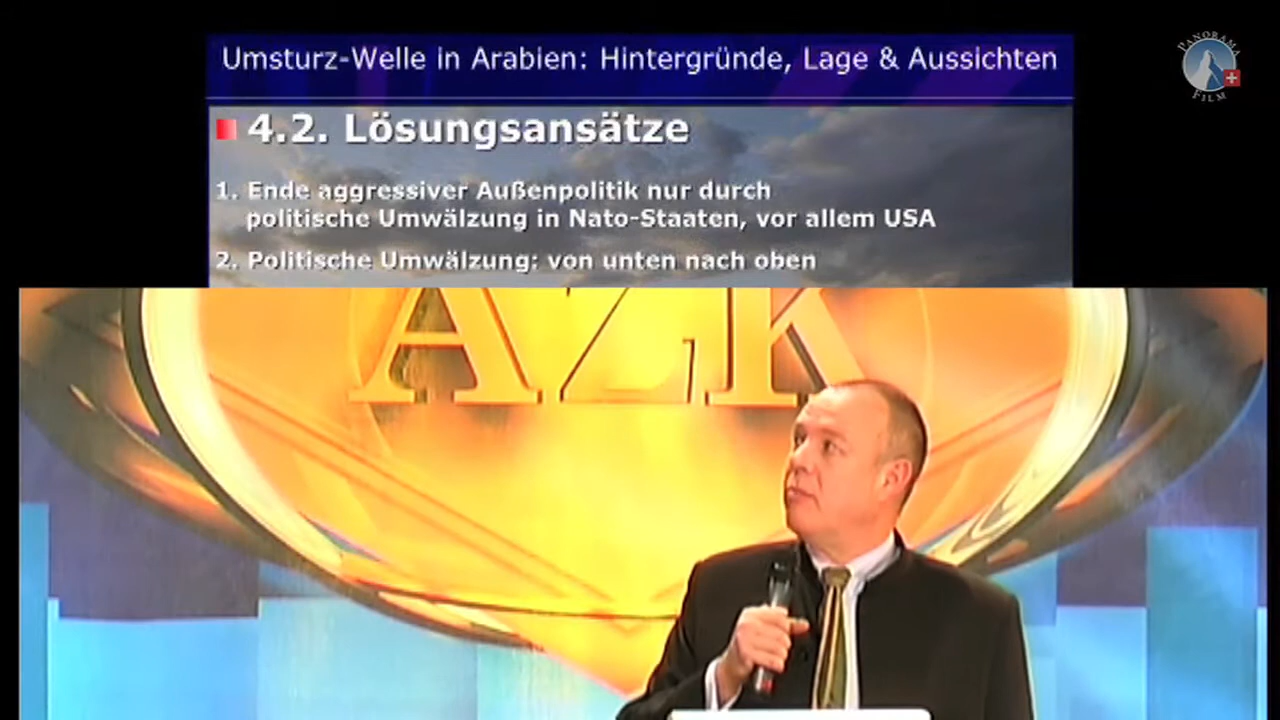 Umsturz-Welle in Arabien: Hintergründe, Lage & Aussichten
PANORAMA
FILM
4.2. Lösungsansätze
1. Ende aggressiver Außenpolitik nur durch
politische Umwälzung in Nato-Staaten, vor allem USA
2. Politische Umwälzung: von unten nach oben
AZK